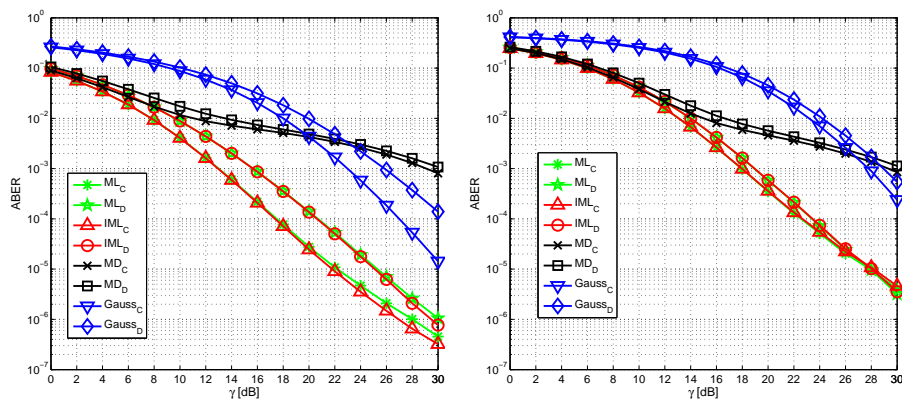 10^0
10^-1
10^-2
10^-3
10^-4
10^-5
10^-6
10^-7
ABER
0 2 4 6 8 10 12 14 16 18 20 22 24 26 28 30
γ [dB]
ML_C
ML_D
IML_C
IML_D
MD_C
MD_D
Gauss_C
Gauss_D
10^0
10^-1
10^-2
10^-3
10^-4
10^-5
10^-6
10^-7
ABER
0 2 4 6 8 10 12 14 16 18 20 22 24 26 28 30
γ [dB]
ML_C
ML_D
IML_C
IML_D
MD_C
MD_D
Gauss_C
Gauss_D